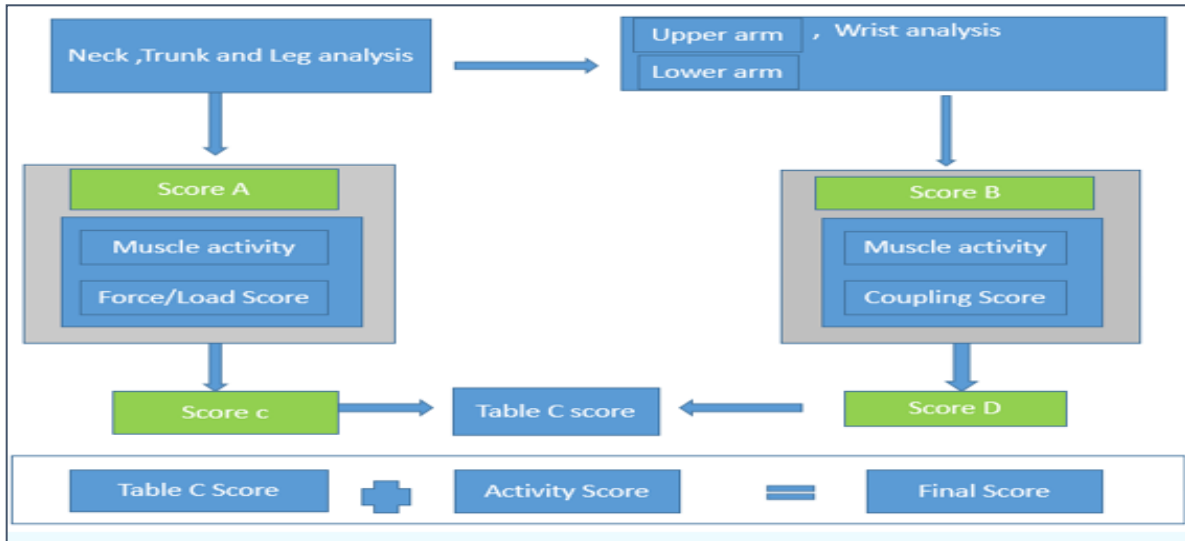 Neck ,Trunk and Leg analysis
Upper arm , Wrist analysis
Lower arm
Score A
Muscle activity
Force/Load Score
Score B
Muscle activity
Coupling Score
Score c
Table C score
Score D
Table C Score
Activity Score
Final Score